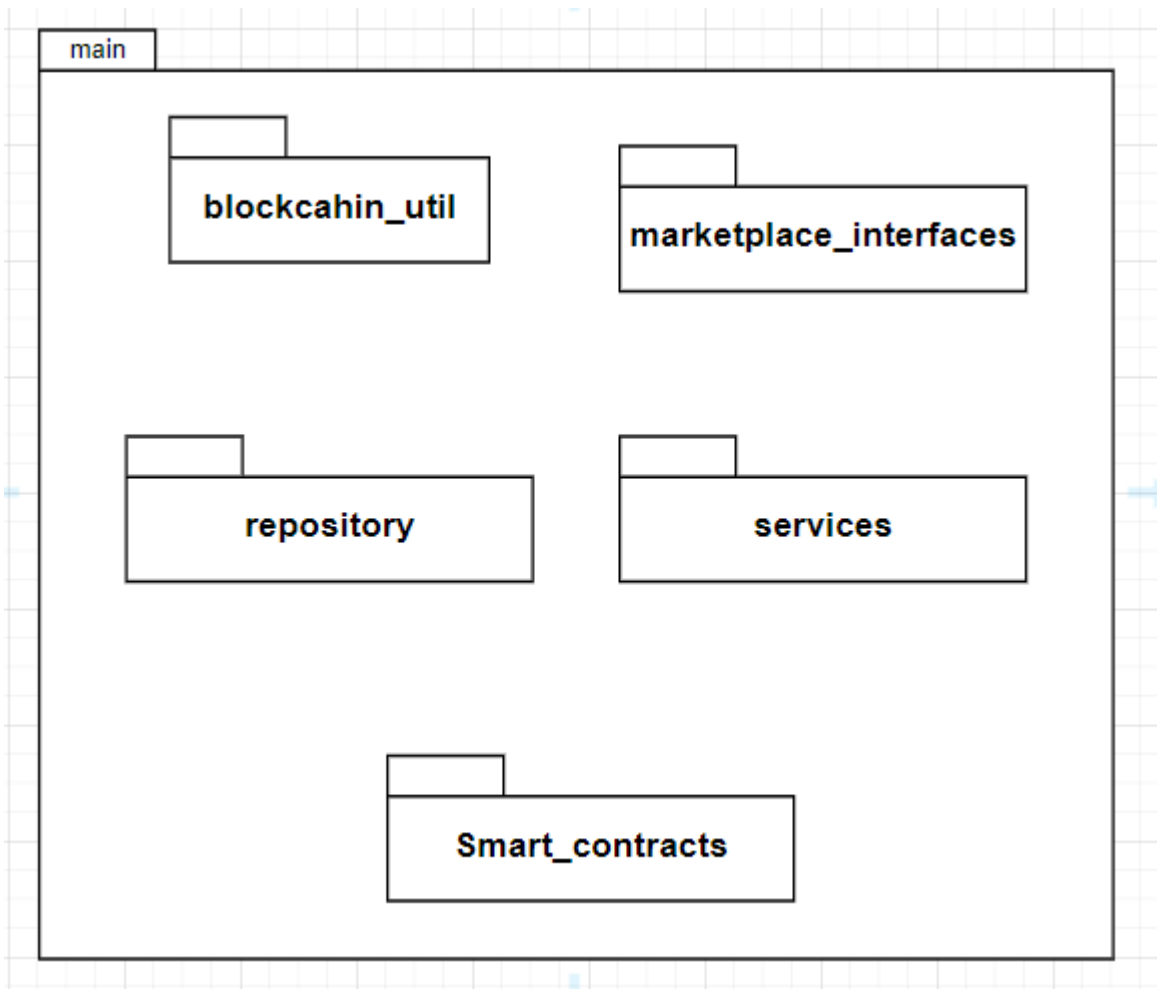 main
blockcahin_util
marketplace_interfaces
repository
services
Smart_contracts